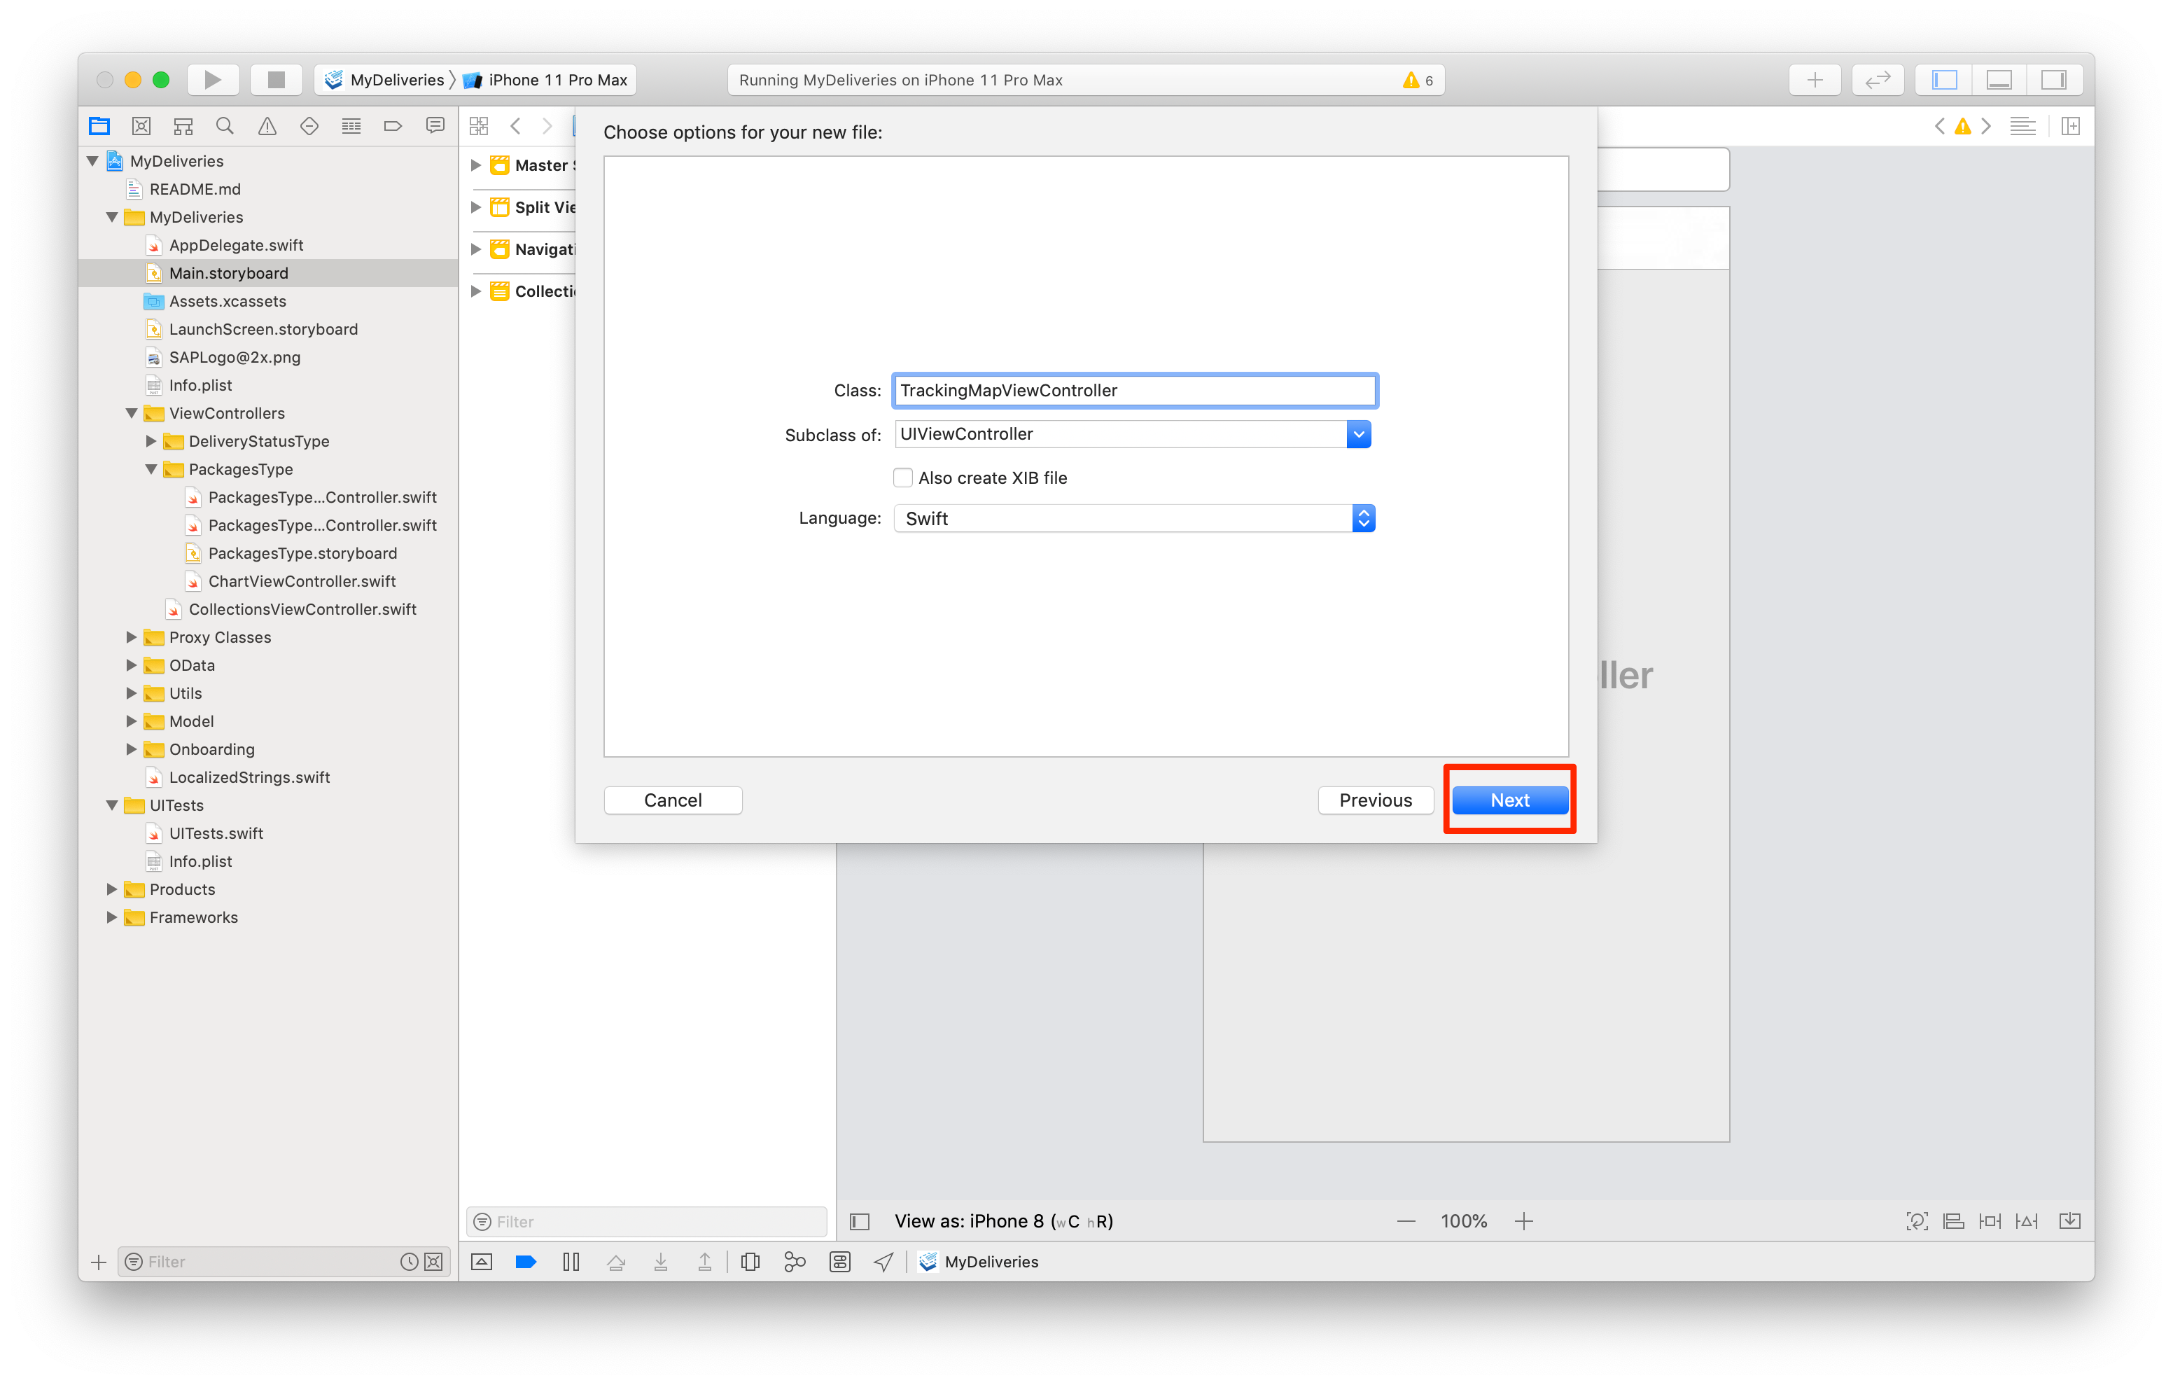 MyDeliveries
iPhone 11 Pro Max
Running MyDeliveries on iPhone 11 Pro Max
6
MyDeliveries
README.md
MyDeliveries
AppDelegate.swift
Main.storyboard
Assets.xcassets
LaunchScreen.storyboard
SAPLogo@2x.png
Info.plist
ViewControllers
DeliveryStatusType
PackagesType
PackagesType...Controller.swift
PackagesType...Controller.swift
PackagesType.storyboard
ChartViewController.swift
CollectionsViewController.swift
Proxy Classes
OData
Utils
Model
Onboarding
LocalizedStrings.swift
UITests
UITests.swift
Info.plist
Products
Frameworks
Filter
Master S
Split Vie
Navigati
Collectio
Filter
Choose options for your new file:
Class: TrackingMapViewController
Subclass of: UIViewController
Also create XIB file
Language: Swift
Cancel
Previous
Next
ller
View as: iPhone 8 (wC hR)
100%
MyDeliveries